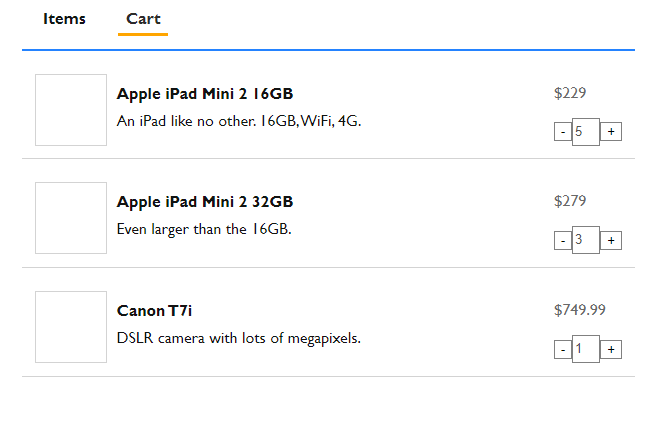 Items Cart
Apple iPad Mini 2 16GB $229
An iPad like no other. 16GB, WiFi, 4G. - 5 +
Apple iPad Mini 2 32GB $279
Even larger than the 16GB. - 3 +
Canon T7i $749.99
DSLR camera with lots of megapixels. - 1 +